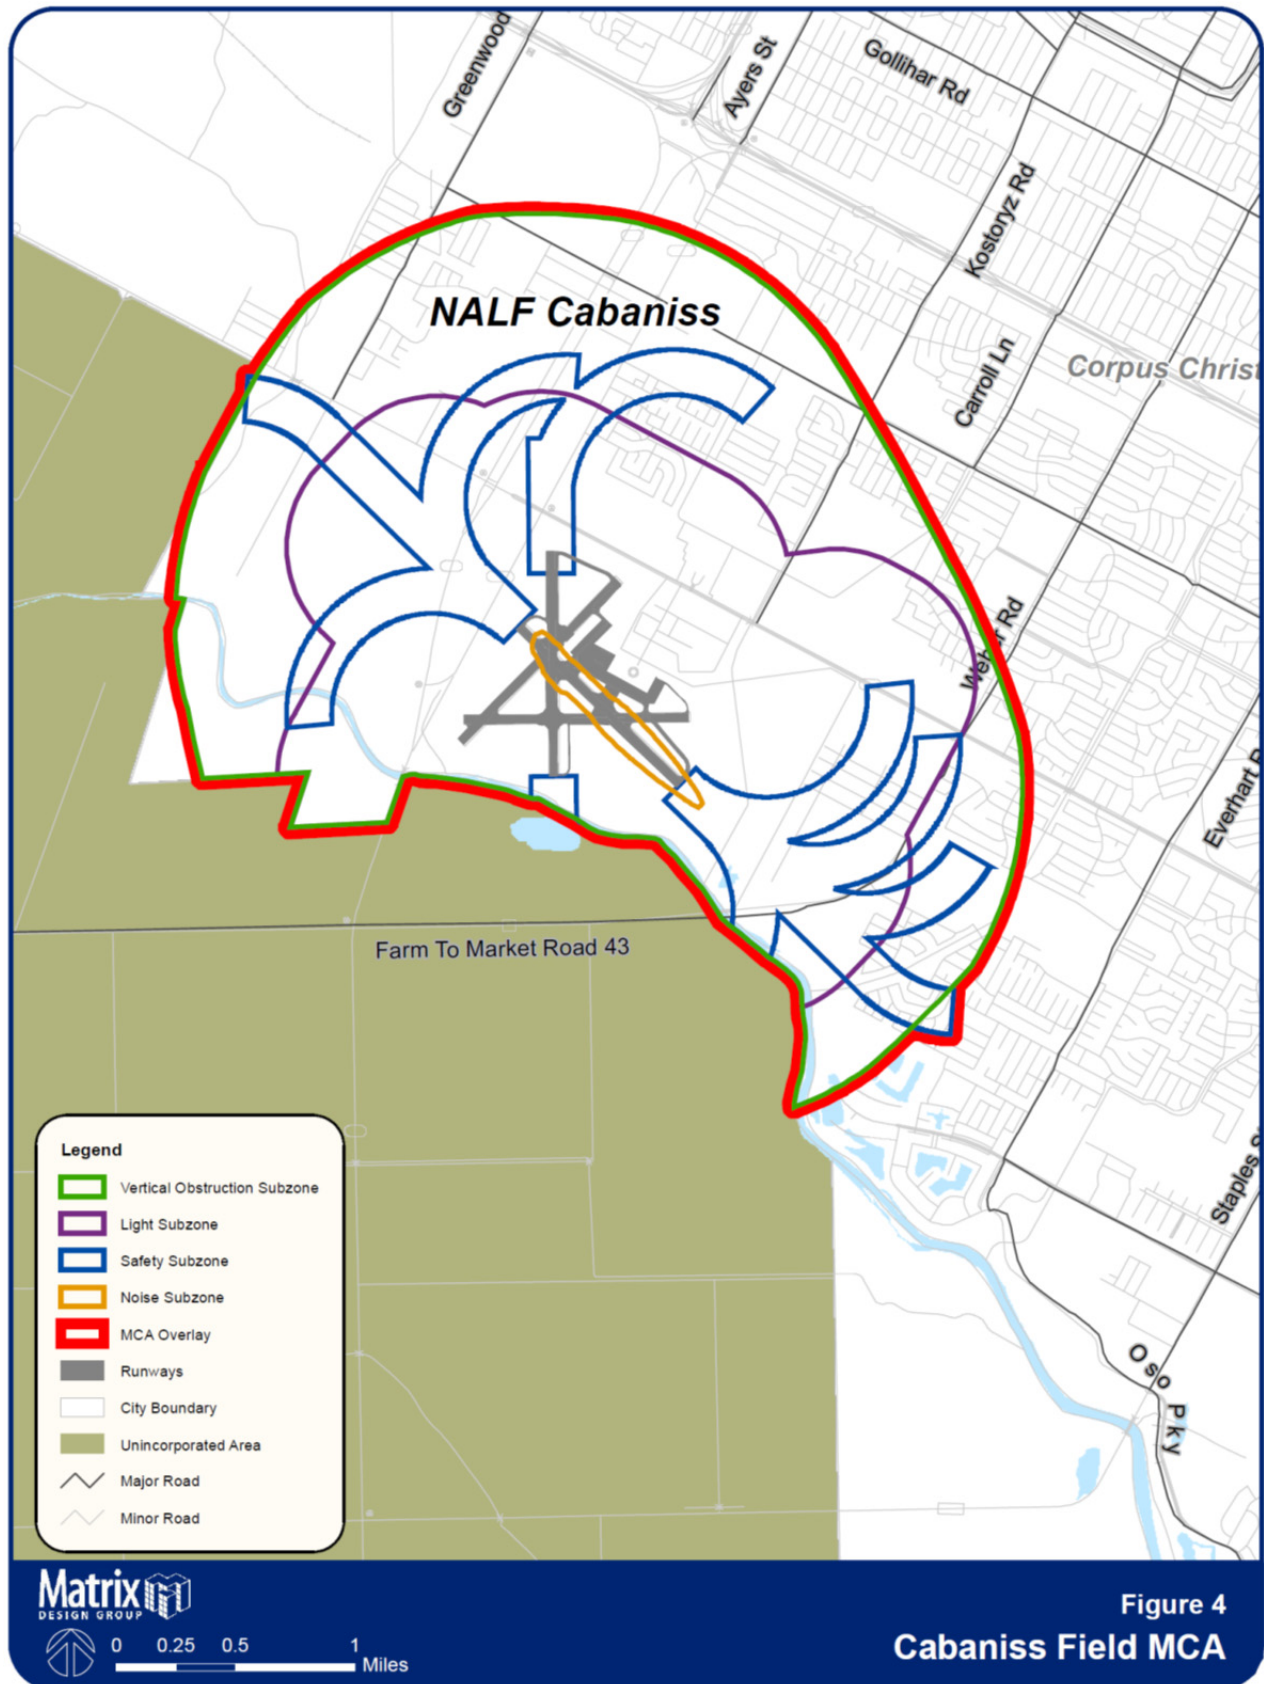 Greenwood
Ayers St
Gollihar Rd
Kostoryz Rd
NALF Cabaniss
Carroll Ln
Corpus Christ
Weber Rd
Everhart R
Farm To Market Road 43
Staples S
Oso Pky
Legend
Vertical Obstruction Subzone
Light Subzone
Safety Subzone
Noise Subzone
MCA Overlay
Runways
City Boundary
Unincorporated Area
Major Road
Minor Road
Matrix
DESIGN GROUP
0 0.25 0.5 1
Miles
Figure 4
Cabaniss Field MCA